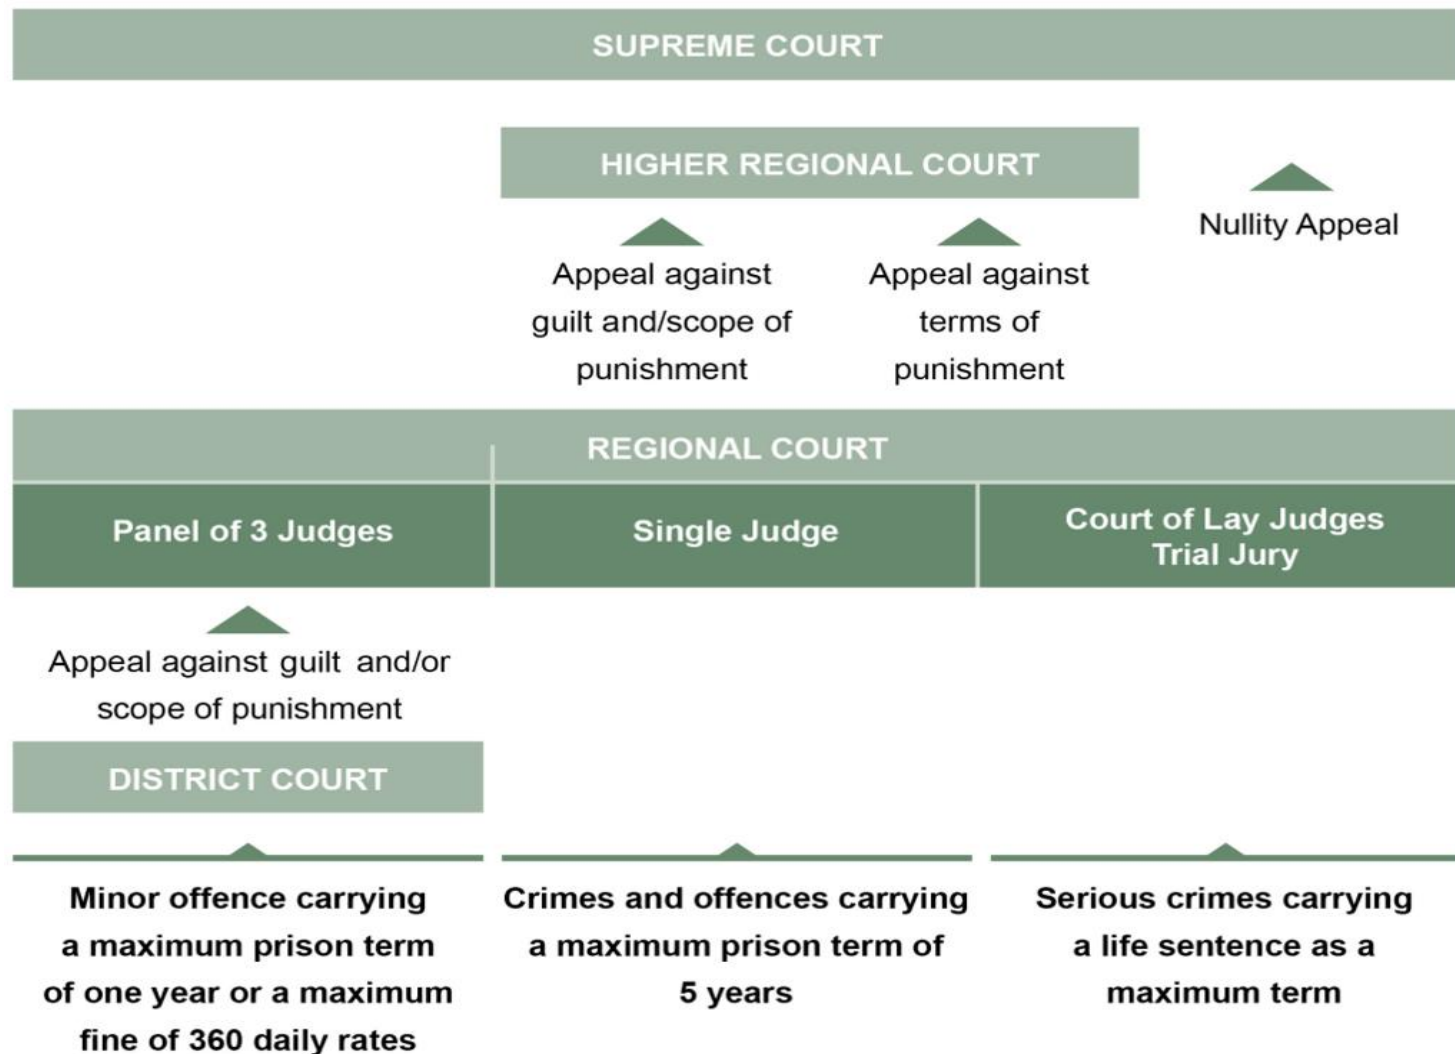 SUPREME COURT
HIGHER REGIONAL COURT
Nullity Appeal
Appeal against
guilt and/scope of
punishment
Appeal against
terms of
punishment
REGIONAL COURT
Panel of 3 Judges
Single Judge
Court of Lay Judges
Trial Jury
Appeal against guilt and/or
scope of punishment
DISTRICT COURT
Minor offence carrying
a maximum prison term
of one year or a maximum
fine of 360 daily rates
Crimes and offences carrying
a maximum prison term of
5 years
Serious crimes carrying
a life sentence as a
maximum term